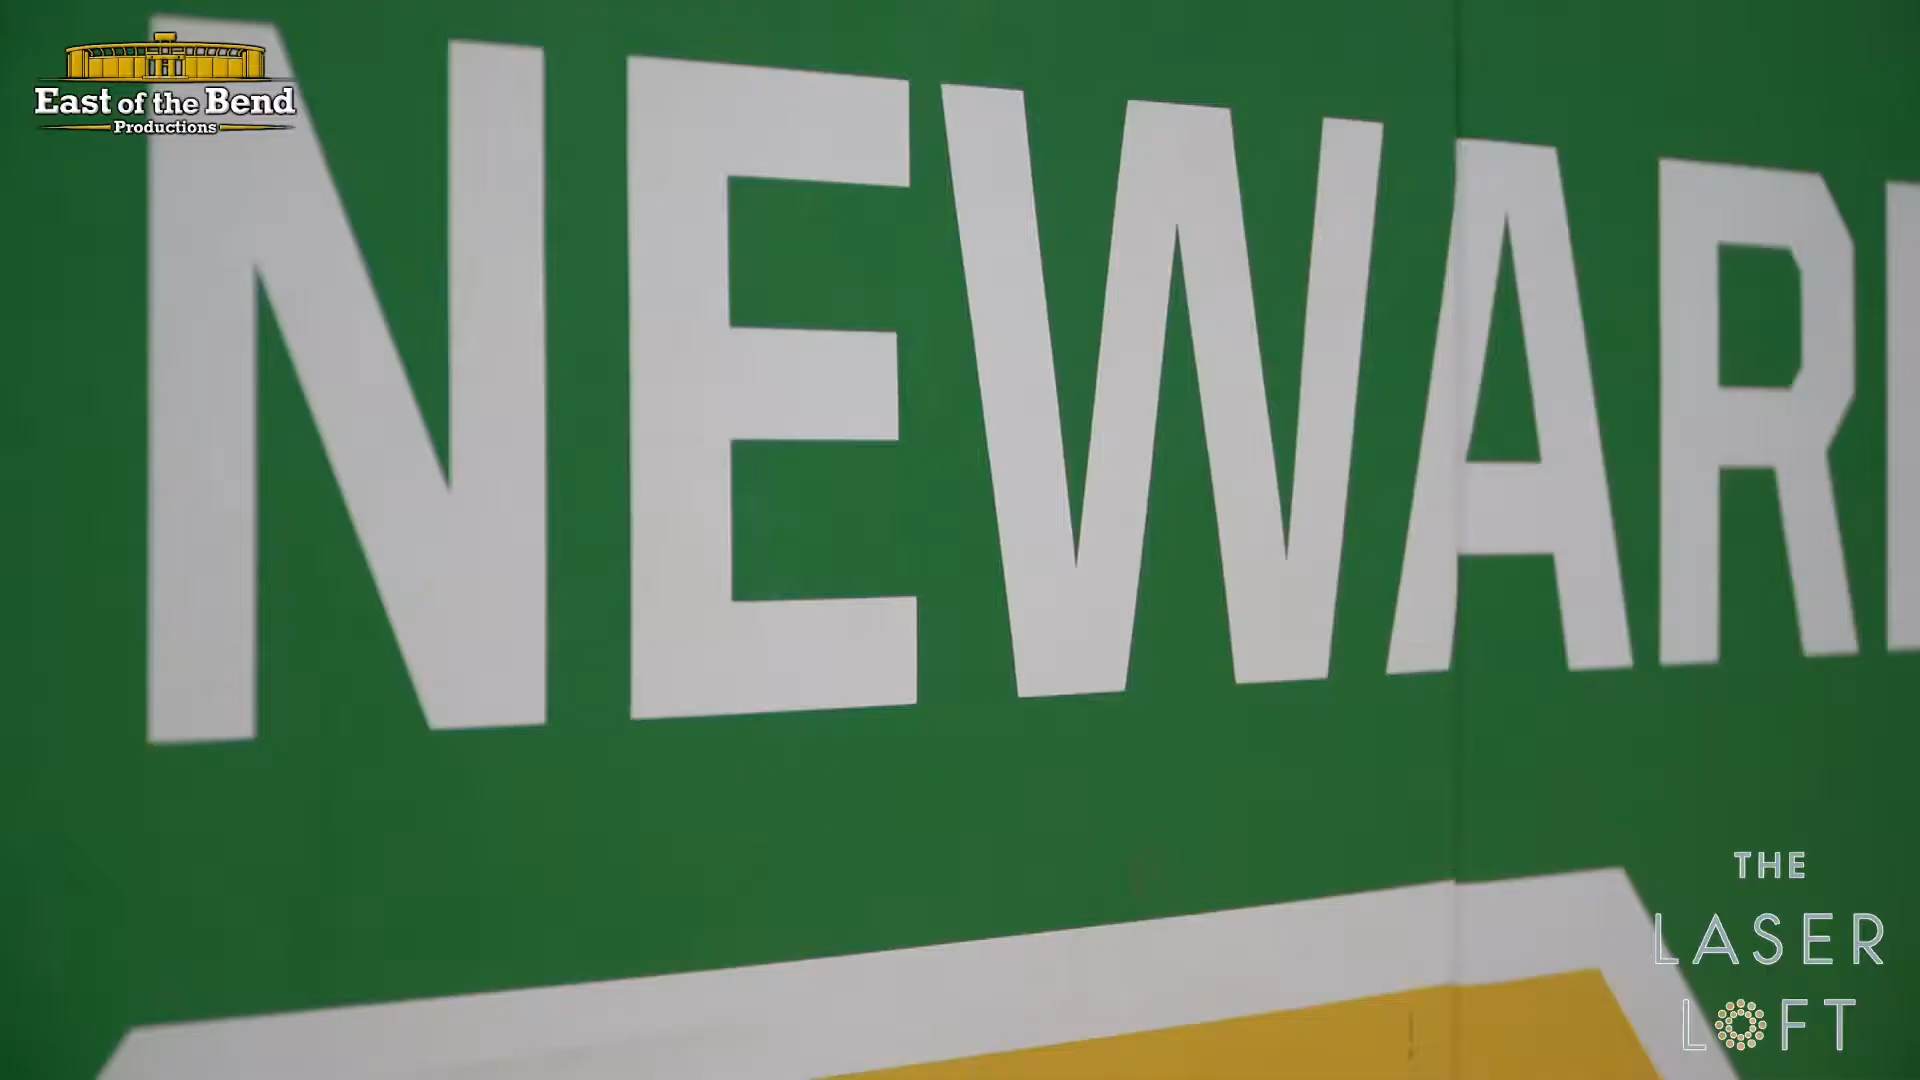 East of the Bend
Productions
NEWAR
THE
LASER
LOFT